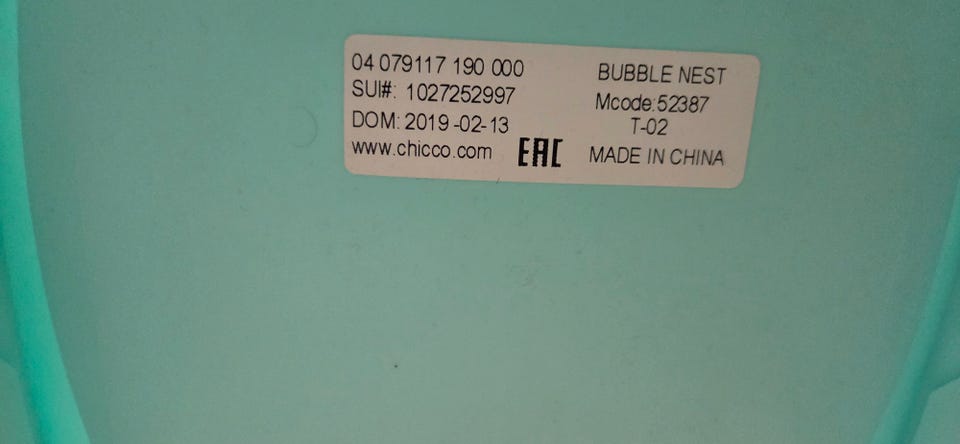 04 079117 190 000
SUI#: 1027252997
DOM: 2019-02-13
www.chicco.com
EAC
BUBBLE NEST
Mcode:52387
T-02
MADE IN CHINA